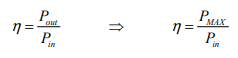 η = P_out / P_in ⇒ η = P_MAX / P_in